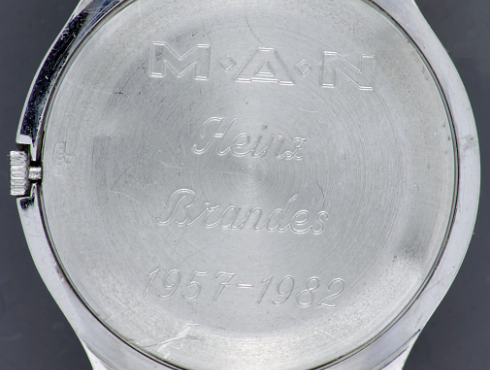 M·A·N
Heinz
Brandes
1957-1982